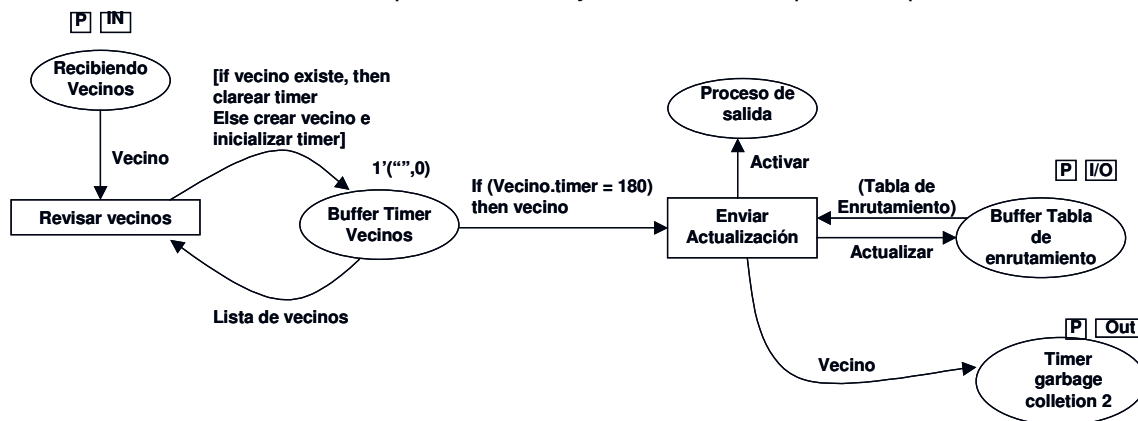 P IN
Recibiendo
Vecinos
[if vecino existe, then
clarear timer
Else crear vecino e
inicializar timer]
Vecino
Revisar vecinos
1'(“”,0)
Buffer Timer
Vecinos
Lista de vecinos
If (Vecino.timer = 180)
then vecino
Proceso de
salida
Activar
Enviar
Actualización
(Tabla de
Enrutamiento)
Actualizar
P I/O
Buffer Tabla
de
enrutamiento
Vecino
P Out
Timer
garbage
colletion 2